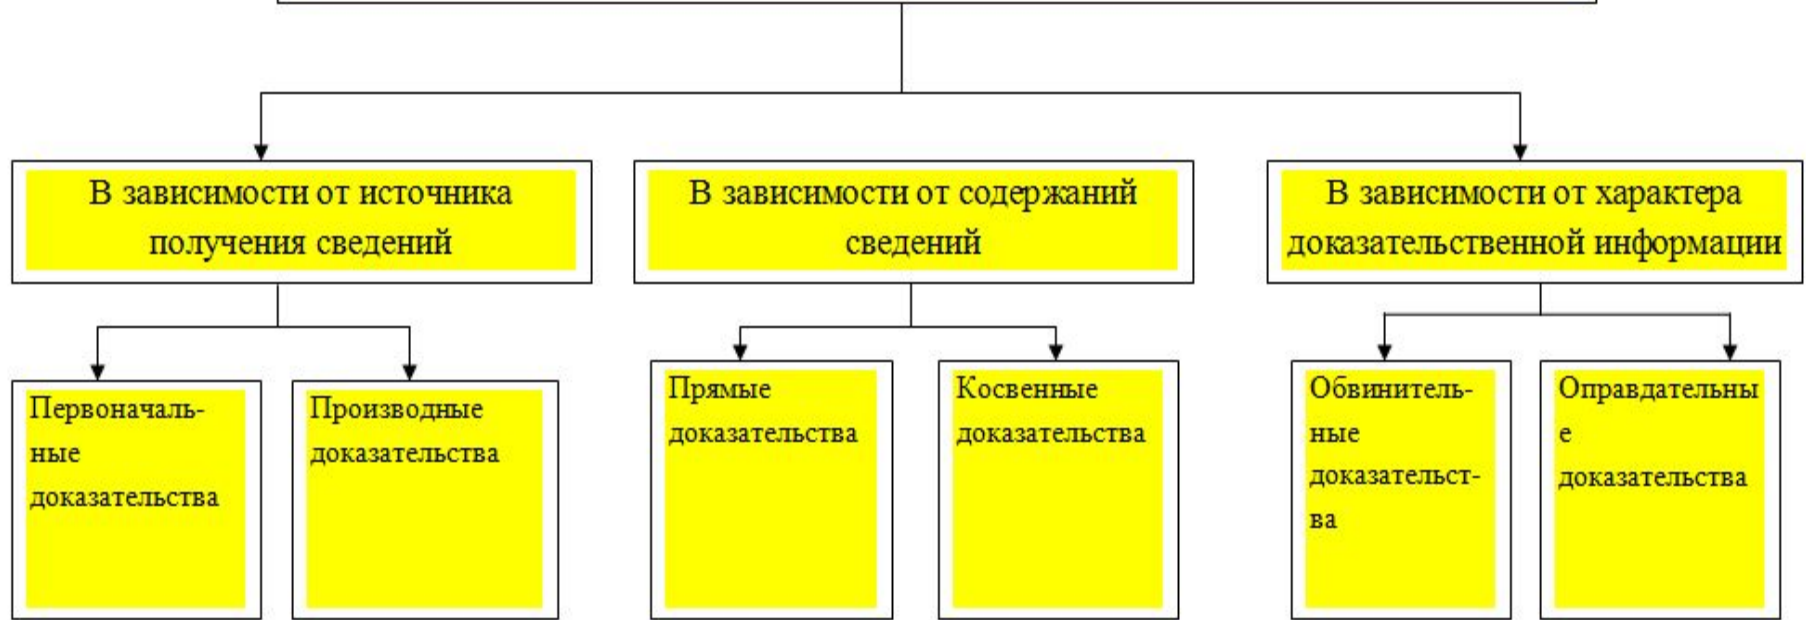 В зависимости от источника
получения сведений
В зависимости от содержаний
сведений
В зависимости от характера
доказательственной информации
Первоначаль-
ные
доказательства
Производные
доказательства
Прямые
доказательства
Косвенные
доказательства
Обвинитель-
ные
доказательст-
ва
Оправдательны
е
доказательства